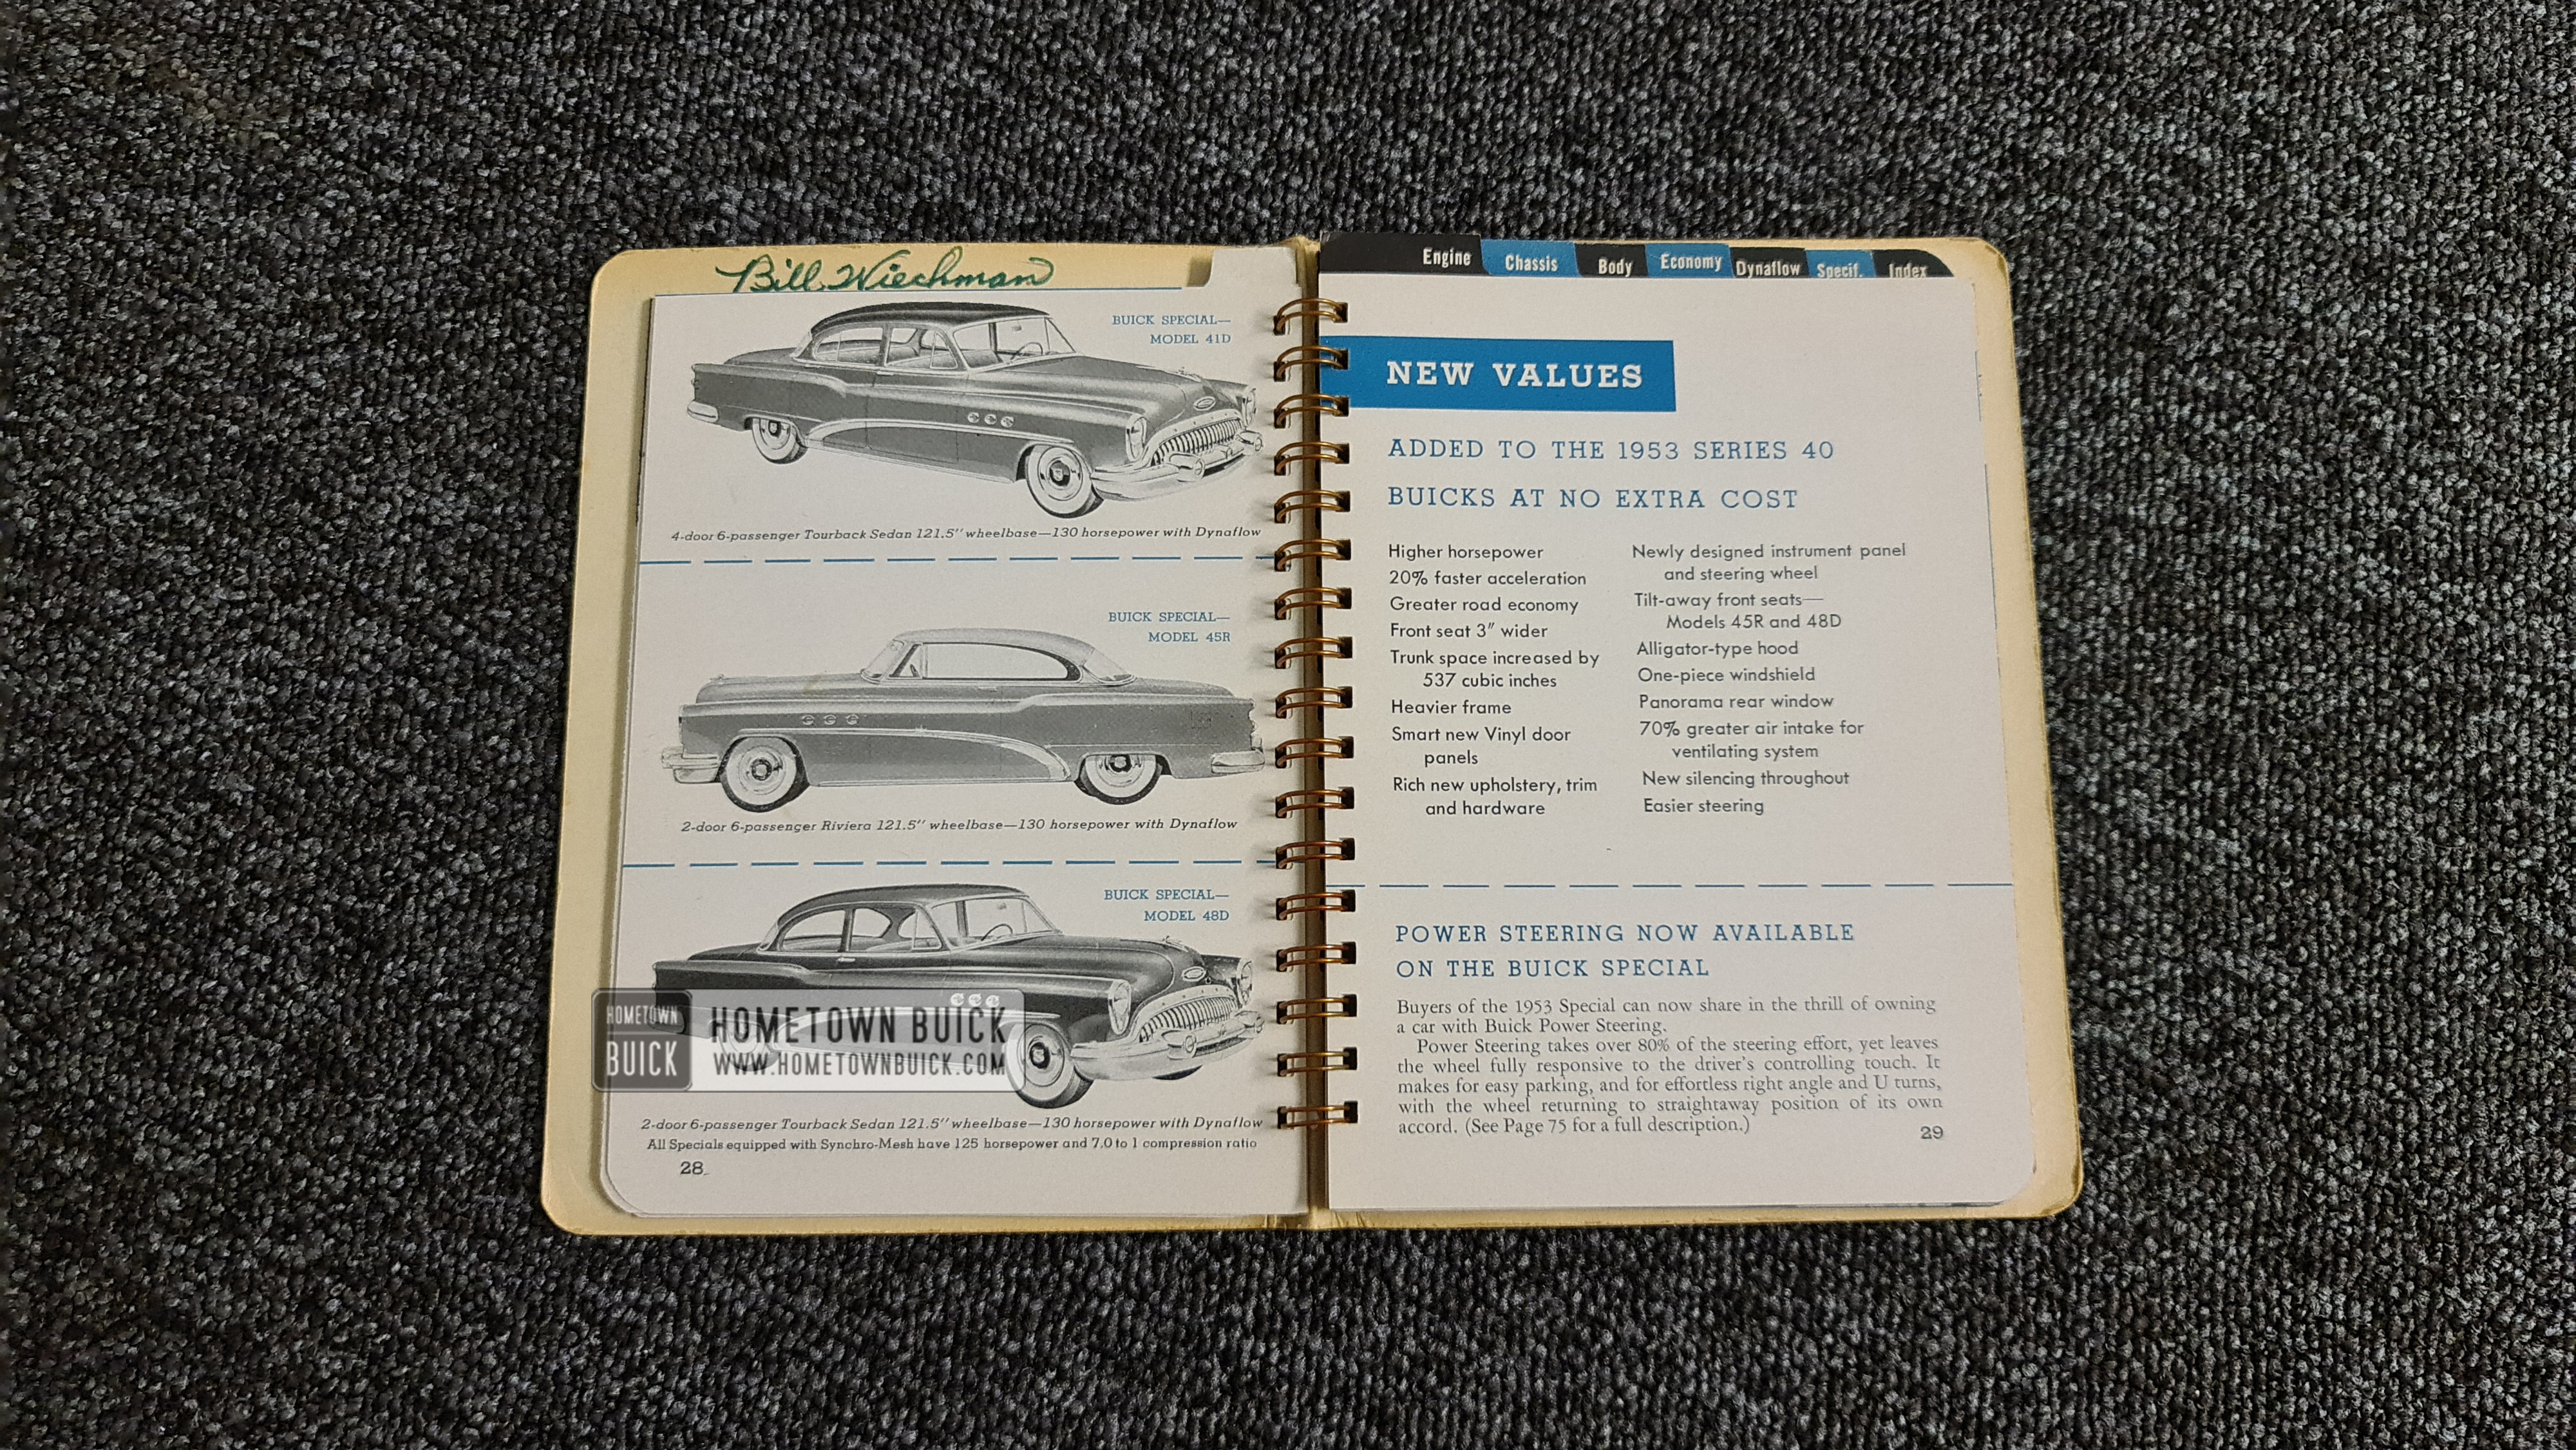 Bill Wiechman
BUICK SPECIAL—
MODEL 41D
4-door 6-passenger Tourback Sedan 121.5" wheelbase—130 horsepower with Dynaflow
BUICK SPECIAL—
MODEL 45R
2-door 6-passenger Riviera 121.5" wheelbase—130 horsepower with Dynaflow
BUICK SPECIAL—
MODEL 48D
HOMETOWN
BUICK
HOMETOWN BUICK
WWW.HOMETOWNBUICK.COM
2-door 6-passenger Tourback Sedan 121.5" wheelbase—130 horsepower with Dynaflow
All Specials equipped with Synchro-Mesh have 125 horsepower and 7.0 to 1 compression ratio
28
Engine Chassis Body Economy Dynaflow Specif. Index
NEW VALUES
ADDED TO THE 1953 SERIES 40
BUICKS AT NO EXTRA COST
Higher horsepower
20% faster acceleration
Greater road economy
Front seat 3" wider
Trunk space increased by
537 cubic inches
Heavier frame
Smart new Vinyl door
panels
Rich new upholstery, trim
and hardware
Newly designed instrument panel
and steering wheel
Tilt-away front seats—
Models 45R and 48D
Alligator-type hood
One-piece windshield
Panorama rear window
70% greater air intake for
ventilating system
New silencing throughout
Easier steering
POWER STEERING NOW AVAILABLE
ON THE BUICK SPECIAL
Buyers of the 1953 Special can now share in the thrill of owning
a car with Buick Power Steering.
Power Steering takes over 80% of the steering effort, yet leaves
the wheel fully responsive to the driver's controlling touch. It
makes for easy parking, and for effortless right angle and U turns,
with the wheel returning to straightaway position of its own
accord. (See Page 75 for a full description.)
29